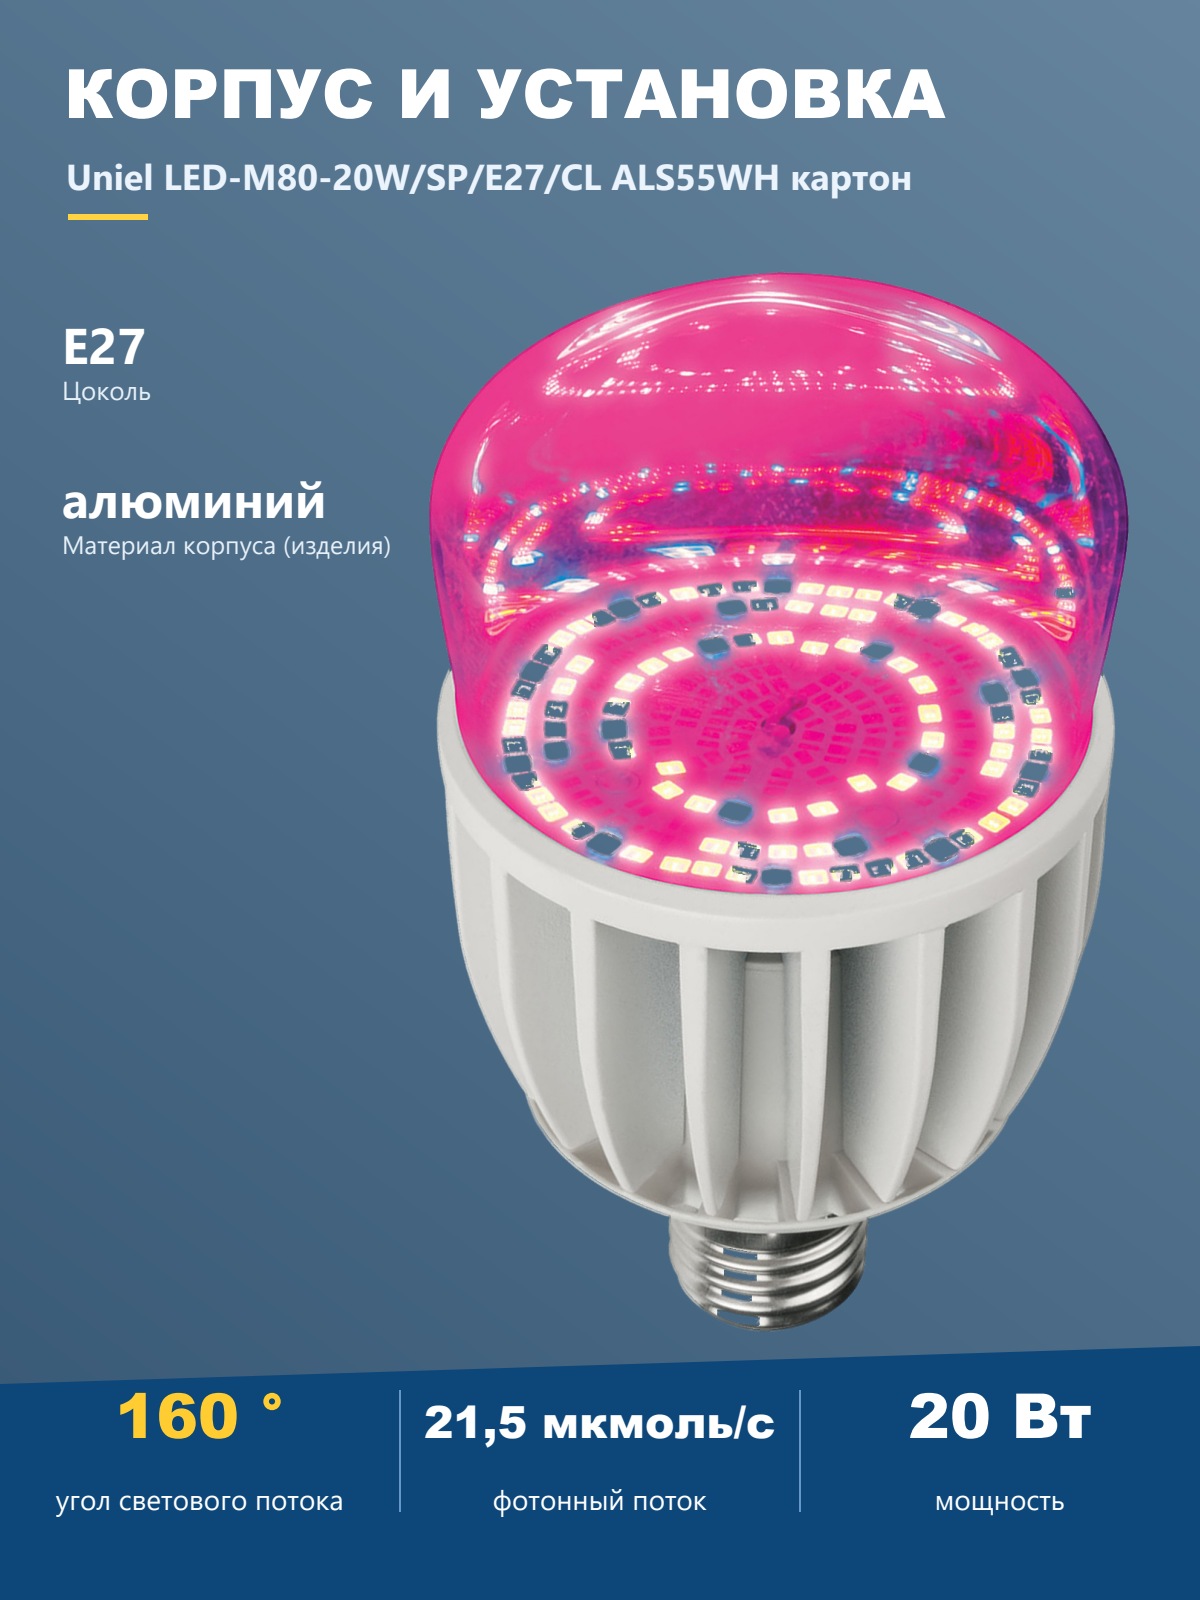 КОРПУС И УСТАНОВКА
Uniel LED-M80-20W/SP/E27/CL ALS55WH картон
E27
Цоколь
алюминий
Материал корпуса (изделия)
160 °
угол светового потока
21,5 мкмоль/с
фотонный поток
20 Вт
мощность